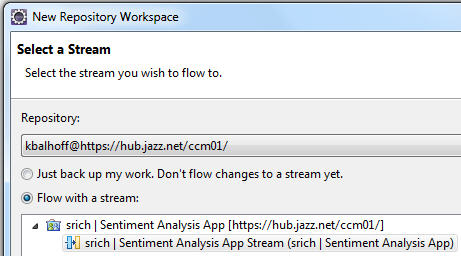 New Repository Workspace
Select a Stream
Select the stream you wish to flow to.
Repository:
kbalhoff@https://hub.jazz.net/ccm01/
Just back up my work. Don't flow changes to a stream yet.
Flow with a stream:
srich | Sentiment Analysis App [https://hub.jazz.net/ccm01/]
srich | Sentiment Analysis App Stream (srich | Sentiment Analysis App)